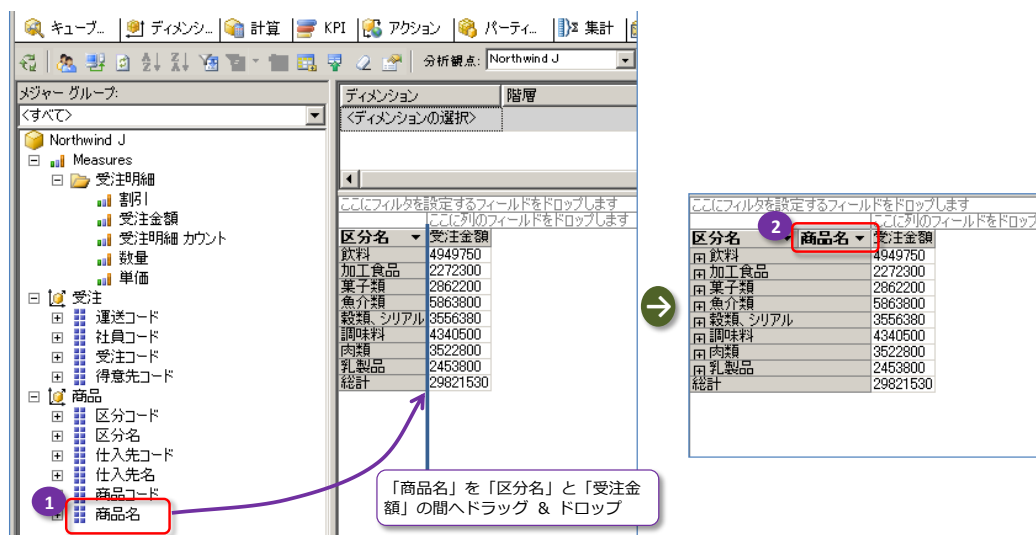 キューブ... ディメンシ... 計算 KPI アクション パーティ... 集計
分析観点: Northwind J
メジャー グループ:
<すべて>
Northwind J
Measures
受注明細
割引
受注金額
受注明細 カウント
数量
単価
受注
運送コード
社員コード
受注コード
得意先コード
商品
区分コード
区分名
仕入先コード
仕入先名
商品コード
1
商品名
ディメンション 階層
<ディメンションの選択>
ここにフィルタを設定するフィールドをドロップします
ここに列のフィールドをドロップします
区分名 受注金額
飲料 4949750
加工食品 2272300
菓子類 2862200
魚介類 5863800
穀類、シリアル 3556380
調味料 4340500
肉類 3522800
乳製品 2453800
総計 29821530
「商品名」を「区分名」と「受注金
額」の間へドラッグ & ドロップ
ここにフィルタを設定するフィールドをドロップします
ここに列のフィールドをドロップ
2
区分名 商品名 受注金額
飲料 4949750
加工食品 2272300
菓子類 2862200
魚介類 5863800
穀類、シリアル 3556380
調味料 4340500
肉類 3522800
乳製品 2453800
総計 29821530